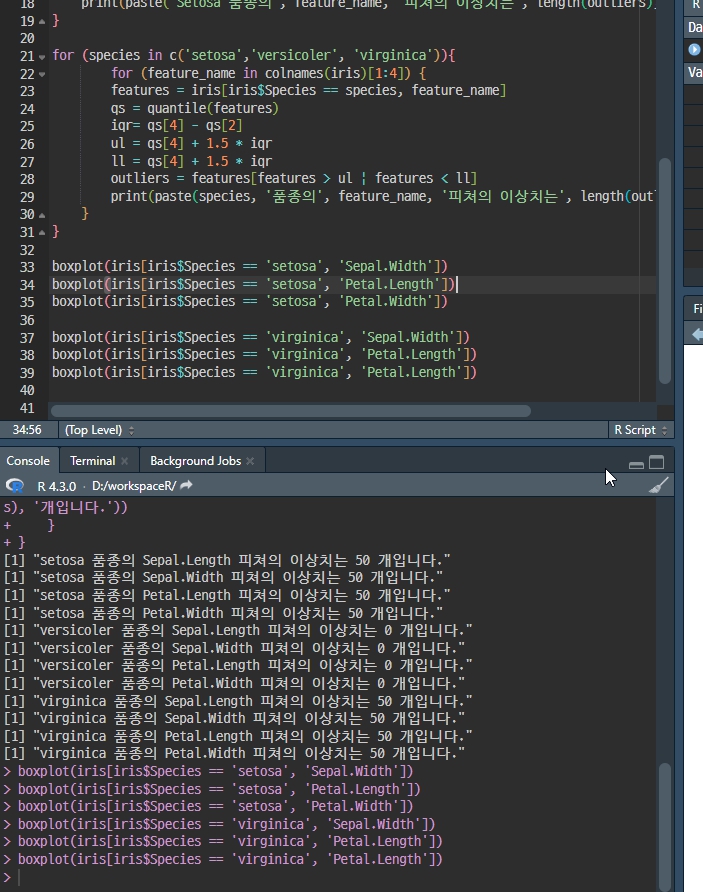 18 print(paste('Setosa 품종의', feature_name, '피쳐의 이상치는', length(outliers),
19 }
20
21 for (species in c('setosa','versicoler', 'virginica')){
22 for (feature_name in colnames(iris)[1:4]) {
23 features = iris[iris$Species == species, feature_name]
24 qs = quantile(features)
25 iqr= qs[4] - qs[2]
26 ul = qs[4] + 1.5 * iqr
27 ll = qs[4] + 1.5 * iqr
28 outliers = features[features > ul | features < ll]
29 print(paste(species, '품종의', feature_name, '피쳐의 이상치는', length(outl
30 }
31 }
32
33 boxplot(iris[iris$Species == 'setosa', 'Sepal.Width'])
34 boxplot(iris[iris$Species == 'setosa', 'Petal.Length'])
35 boxplot(iris[iris$Species == 'setosa', 'Petal.Width'])
36
37 boxplot(iris[iris$Species == 'virginica', 'Sepal.Width'])
38 boxplot(iris[iris$Species == 'virginica', 'Petal.Length'])
39 boxplot(iris[iris$Species == 'virginica', 'Petal.Length'])
40
41
34:56 (Top Level) R Script
Console Terminal Background Jobs
R 4.3.0 · D:/workspaceR/
s), '개입니다.'))
+ }
+ }
[1] "setosa 품종의 Sepal.Length 피쳐의 이상치는 50 개입니다."
[1] "setosa 품종의 Sepal.Width 피쳐의 이상치는 50 개입니다."
[1] "setosa 품종의 Petal.Length 피쳐의 이상치는 50 개입니다."
[1] "setosa 품종의 Petal.Width 피쳐의 이상치는 50 개입니다."
[1] "versicoler 품종의 Sepal.Length 피쳐의 이상치는 0 개입니다."
[1] "versicoler 품종의 Sepal.Width 피쳐의 이상치는 0 개입니다."
[1] "versicoler 품종의 Petal.Length 피쳐의 이상치는 0 개입니다."
[1] "versicoler 품종의 Petal.Width 피쳐의 이상치는 0 개입니다."
[1] "virginica 품종의 Sepal.Length 피쳐의 이상치는 50 개입니다."
[1] "virginica 품종의 Sepal.Width 피쳐의 이상치는 50 개입니다."
[1] "virginica 품종의 Petal.Length 피쳐의 이상치는 50 개입니다."
[1] "virginica 품종의 Petal.Width 피쳐의 이상치는 50 개입니다."
> boxplot(iris[iris$Species == 'setosa', 'Sepal.Width'])
> boxplot(iris[iris$Species == 'setosa', 'Petal.Length'])
> boxplot(iris[iris$Species == 'setosa', 'Petal.Width'])
> boxplot(iris[iris$Species == 'virginica', 'Sepal.Width'])
> boxplot(iris[iris$Species == 'virginica', 'Petal.Length'])
> boxplot(iris[iris$Species == 'virginica', 'Petal.Length'])
>
R
Da
Va
Fi